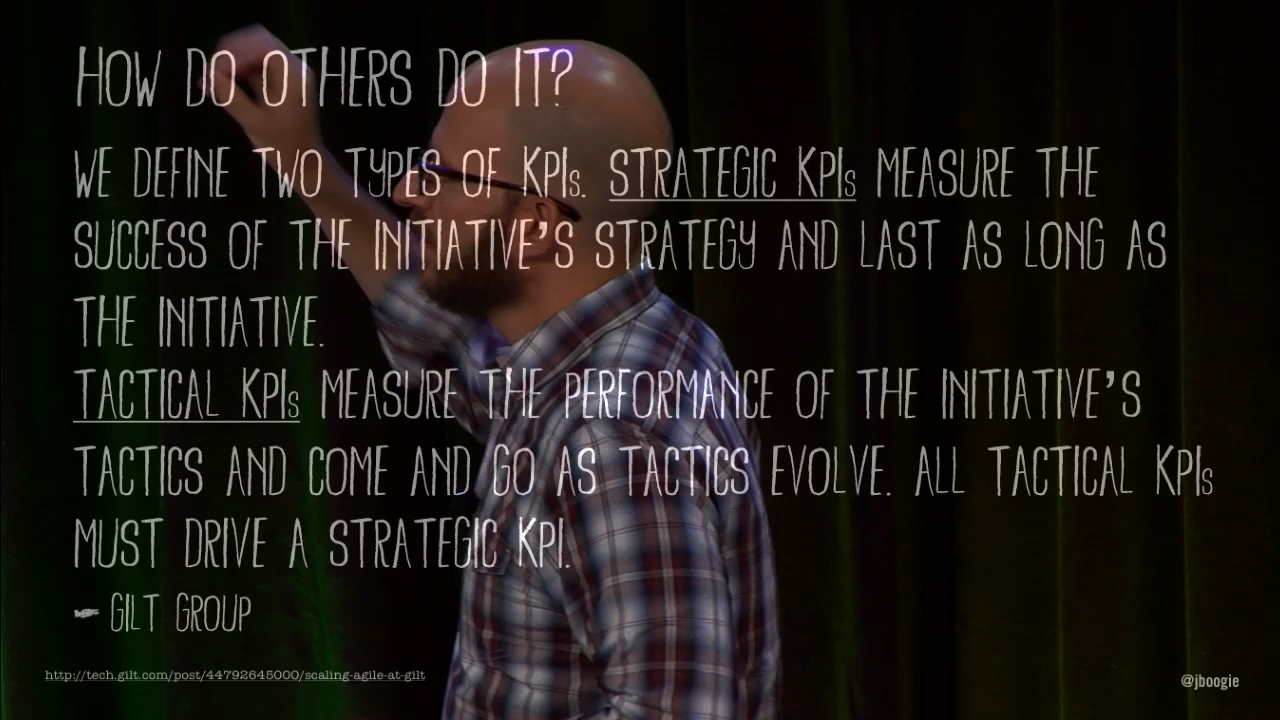 HOW DO OTHERS DO IT?
WE DEFINE TWO TYPES OF KPIs. STRATEGIC KPIs MEASURE THE
SUCCESS OF THE INITIATIVE'S STRATEGY AND LAST AS LONG AS
THE INITIATIVE.
TACTICAL KPIs MEASURE THE PERFORMANCE OF THE INITIATIVE'S
TACTICS AND COME AND GO AS TACTICS EVOLVE. ALL TACTICAL KPIs
MUST DRIVE A STRATEGIC KPI.
- GILT GROUP
http://tech.gilt.com/post/44792645000/scaling-agile-at-gilt
@jboogie